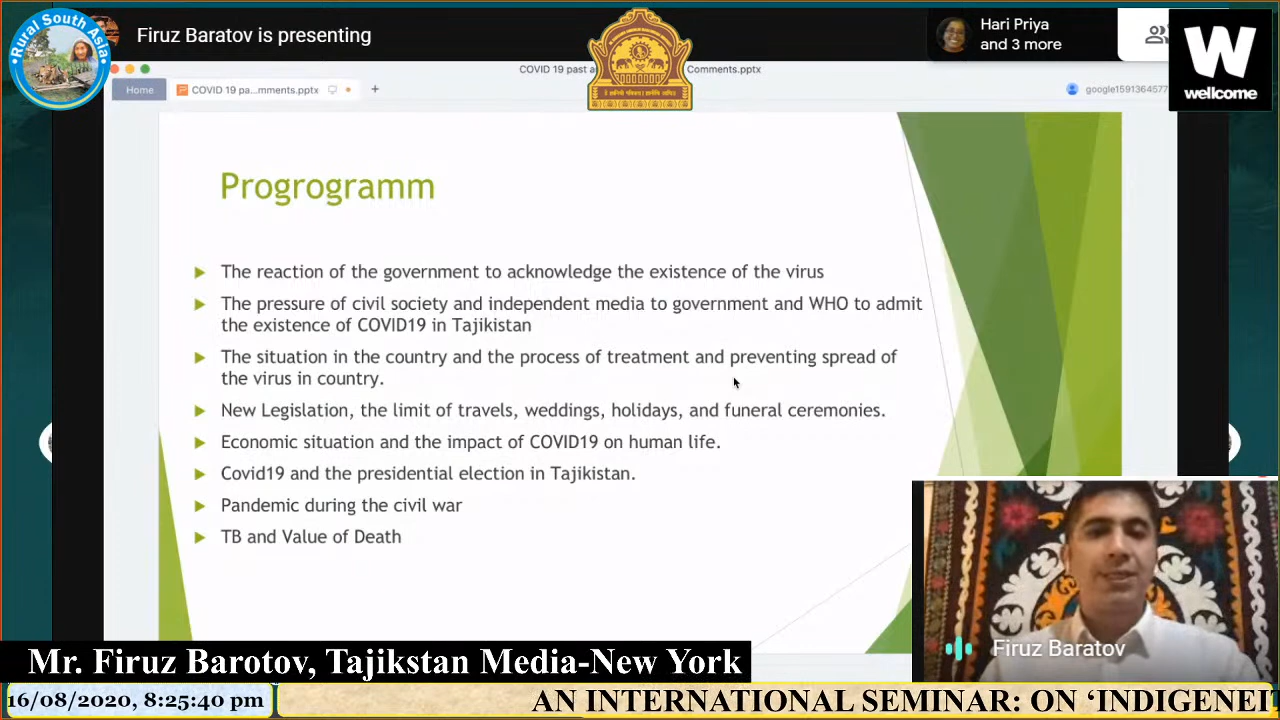 Rural South Asia
Firuz Baratov is presenting
Hari Priya
and 3 more
W
wellcome
COVID 19 past a
Comments.pptx
Home
COVID 19 pa...mments.pptx
+
google1591364577
Progrogramm
The reaction of the government to acknowledge the existence of the virus
The pressure of civil society and independent media to government and WHO to admit
the existence of COVID19 in Tajikistan
The situation in the country and the process of treatment and preventing spread of
the virus in country.
New Legislation, the limit of travels, weddings, holidays, and funeral ceremonies.
Economic situation and the impact of COVID19 on human life.
Covid19 and the presidential election in Tajikistan.
Pandemic during the civil war
TB and Value of Death
Firuz Baratov
Mr. Firuz Barotov, Tajikstan Media-New York
16/08/2020, 8:25:40 pm
AN INTERNATIONAL SEMINAR: ON ‘INDIGENEIT